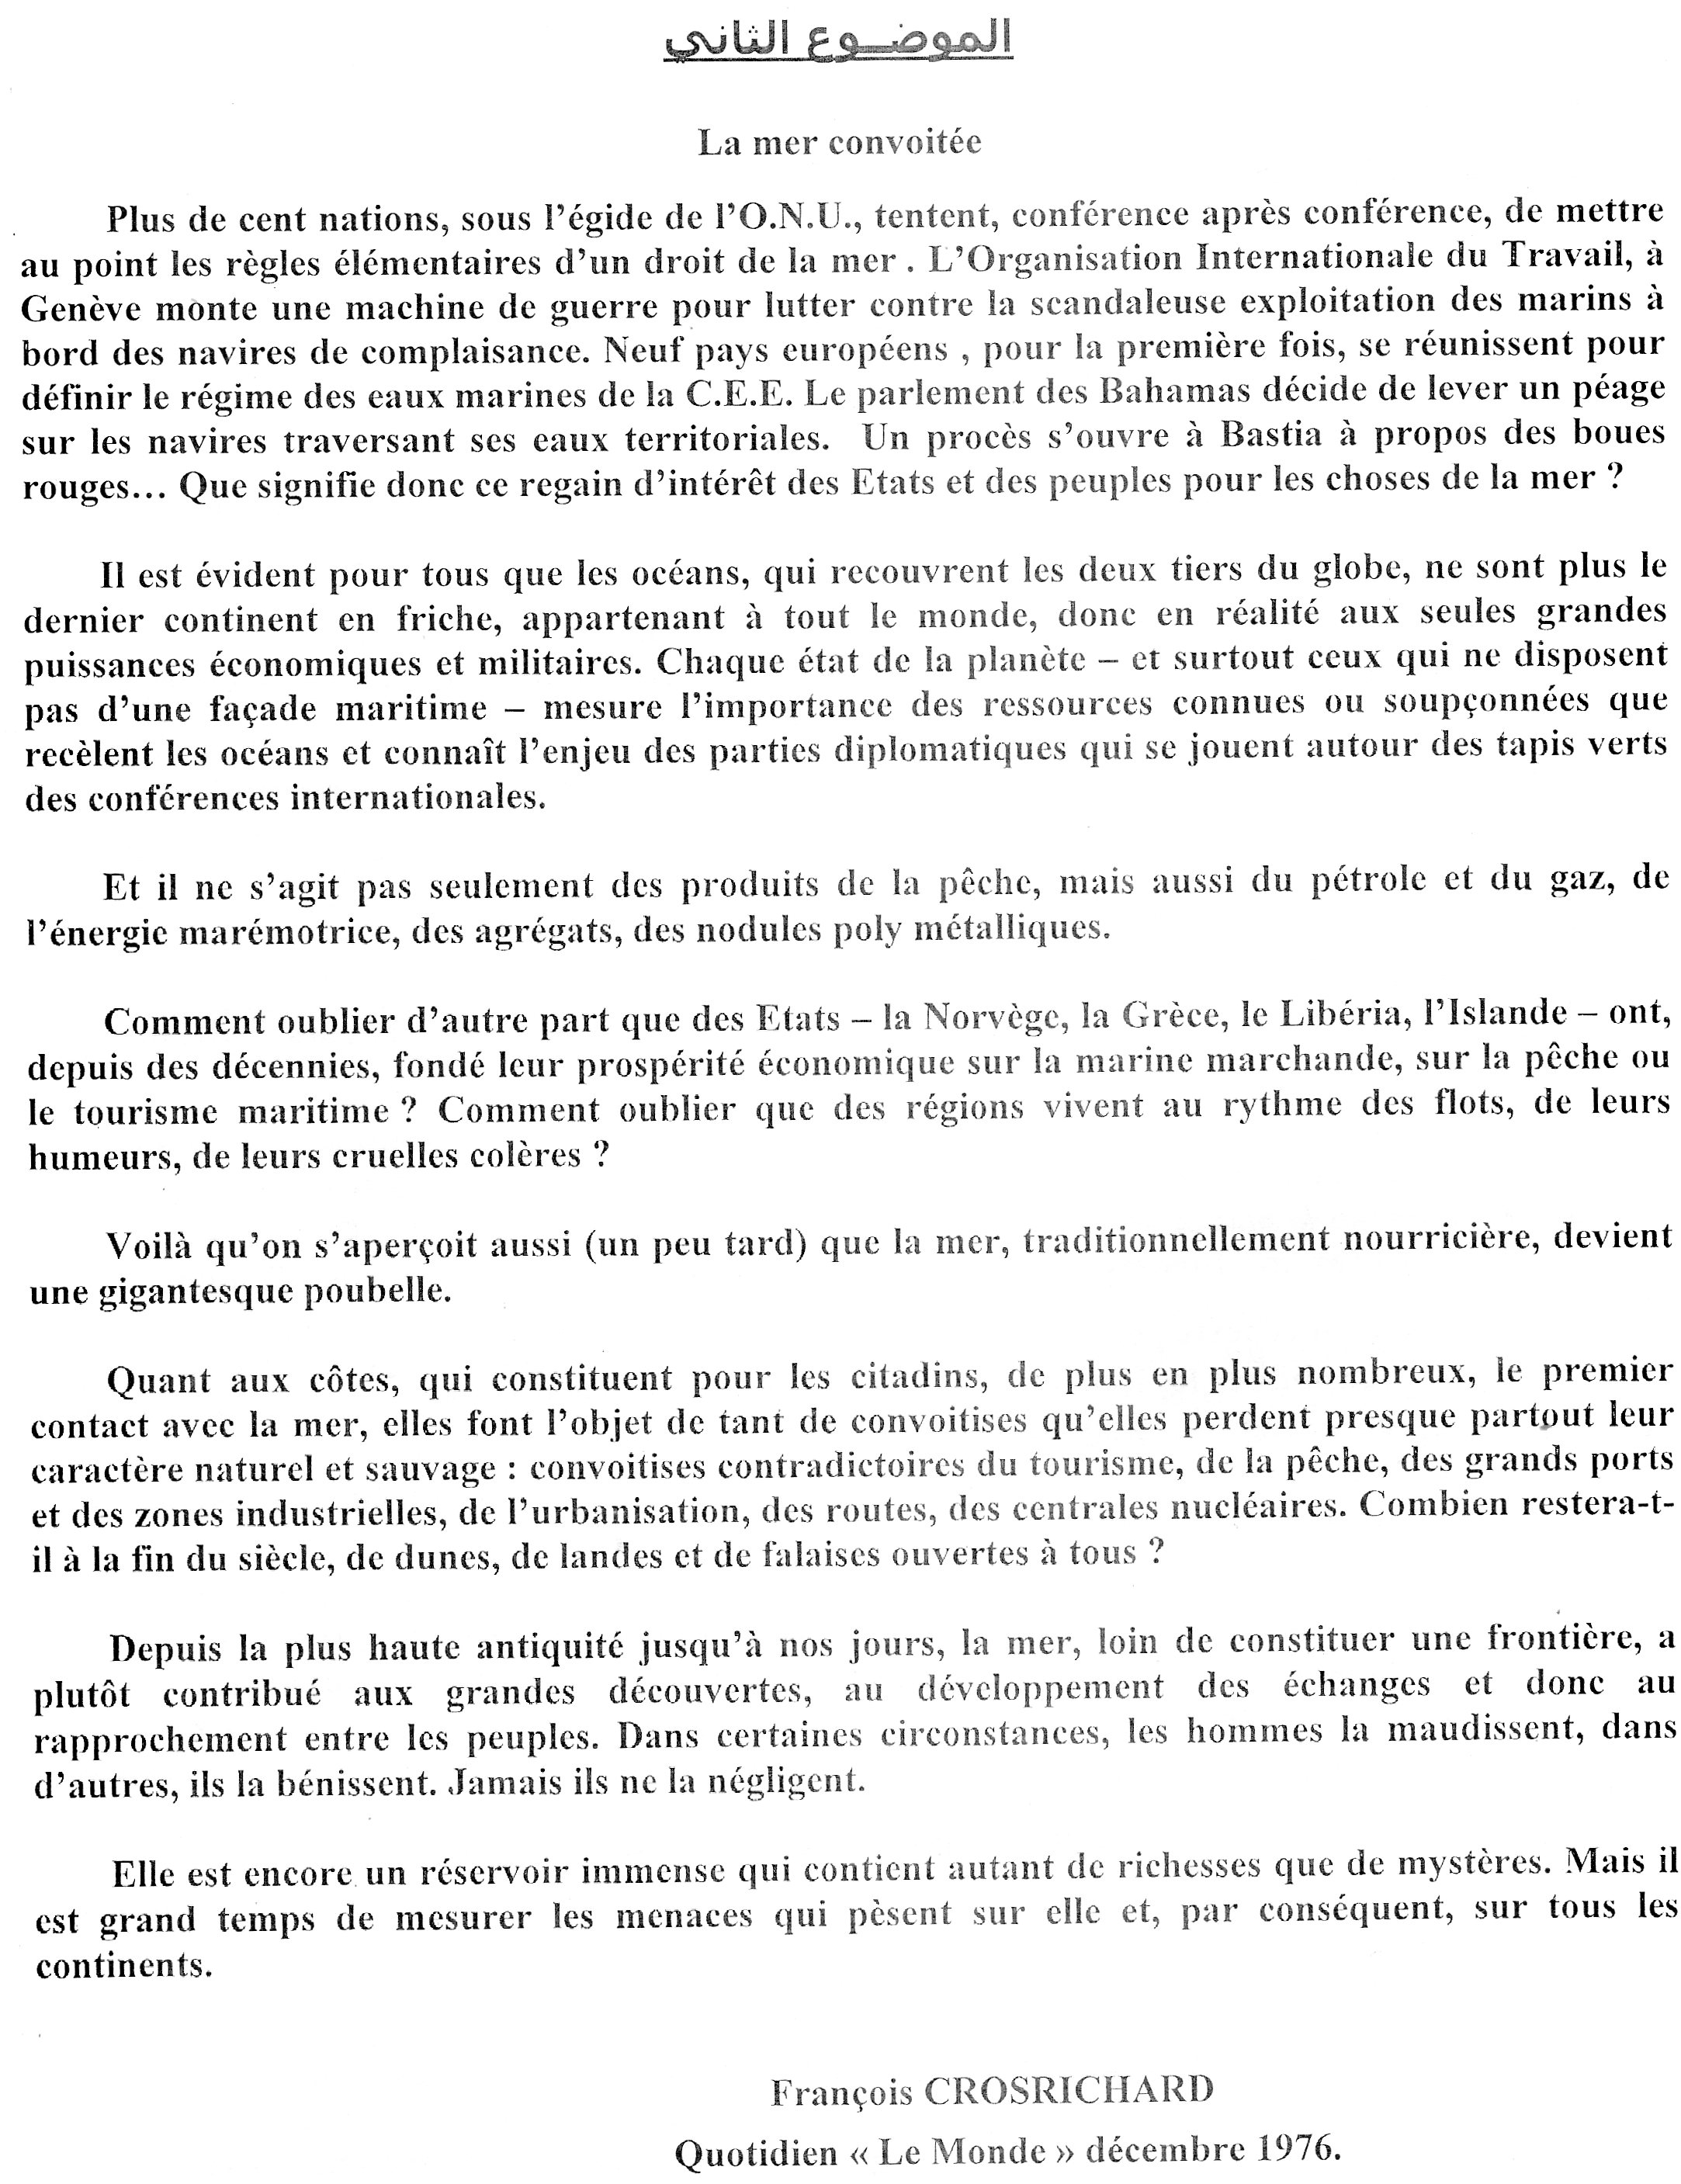 الموضـوع الثاني
La mer convoitée
Plus de cent nations, sous l'égide de l'O.N.U., tentent, conférence après conférence, de mettre
au point les règles élémentaires d'un droit de la mer . L'Organisation Internationale du Travail, à
Genève monte une machine de guerre pour lutter contre la scandaleuse exploitation des marins à
bord des navires de complaisance. Neuf pays européens , pour la première fois, se réunissent pour
définir le régime des eaux marines de la C.E.E. Le parlement des Bahamas décide de lever un péage
sur les navires traversant ses eaux territoriales. Un procès s'ouvre à Bastia à propos des boues
rouges... Que signifie donc ce regain d'intérêt des Etats et des peuples pour les choses de la mer ?
Il est évident pour tous que les océans, qui recouvrent les deux tiers du globe, ne sont plus le
dernier continent en friche, appartenant à tout le monde, donc en réalité aux seules grandes
puissances économiques et militaires. Chaque état de la planète – et surtout ceux qui ne disposent
pas d'une façade maritime – mesure l'importance des ressources connues ou soupçonnées que
recèlent les océans et connaît l'enjeu des parties diplomatiques qui se jouent autour des tapis verts
des conférences internationales.
Et il ne s'agit pas seulement des produits de la pêche, mais aussi du pétrole et du gaz, de
l'énergie marémotrice, des agrégats, des nodules poly métalliques.
Comment oublier d'autre part que des Etats – la Norvège, la Grèce, le Libéria, l'Islande – ont,
depuis des décennies, fondé leur prospérité économique sur la marine marchande, sur la pêche ou
le tourisme maritime ? Comment oublier que des régions vivent au rythme des flots, de leurs
humeurs, de leurs cruelles colères ?
Voilà qu'on s'aperçoit aussi (un peu tard) que la mer, traditionnellement nourricière, devient
une gigantesque poubelle.
Quant aux côtes, qui constituent pour les citadins, de plus en plus nombreux, le premier
contact avec la mer, elles font l'objet de tant de convoitises qu'elles perdent presque partout leur
caractère naturel et sauvage : convoitises contradictoires du tourisme, de la pêche, des grands ports
et des zones industrielles, de l'urbanisation, des routes, des centrales nucléaires. Combien restera-t-
il à la fin du siècle, de dunes, de landes et de falaises ouvertes à tous ?
Depuis la plus haute antiquité jusqu'à nos jours, la mer, loin de constituer une frontière, a
plutôt contribué aux grandes découvertes, au développement des échanges et donc au
rapprochement entre les peuples. Dans certaines circonstances, les hommes la maudissent, dans
d'autres, ils la bénissent. Jamais ils ne la négligent.
Elle est encore un réservoir immense qui contient autant de richesses que de mystères. Mais il
est grand temps de mesurer les menaces qui pèsent sur elle et, par conséquent, sur tous les
continents.
François CROSRICHARD
Quotidien « Le Monde » décembre 1976.